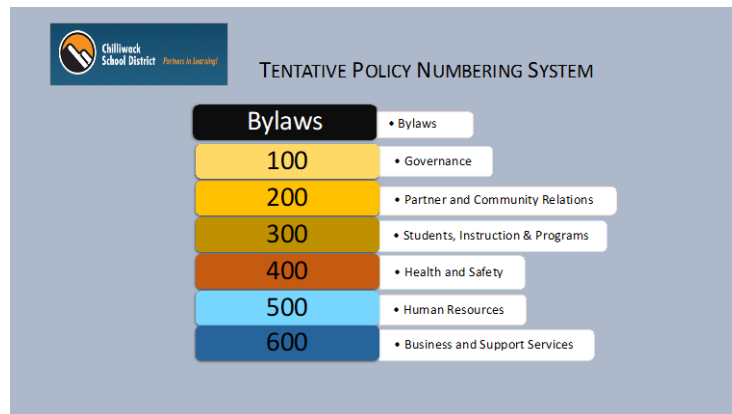 Chilliwack
School District Partners in Learning!
TENTATIVE POLICY NUMBERING SYSTEM
Bylaws • Bylaws
100 • Governance
200 • Partner and Community Relations
300 • Students, Instruction & Programs
400 • Health and Safety
500 • Human Resources
600 • Business and Support Services